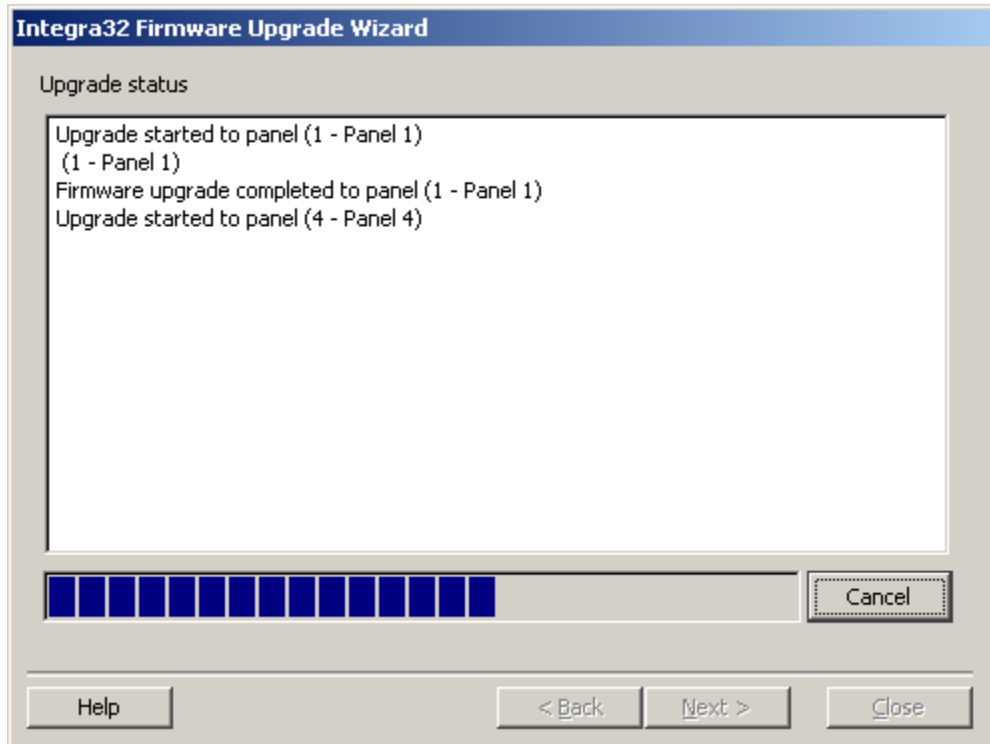 Integra32 Firmware Upgrade Wizard
Upgrade status
Upgrade started to panel (1 - Panel 1)
(1 - Panel 1)
Firmware upgrade completed to panel (1 - Panel 1)
Upgrade started to panel (4 - Panel 4)
Cancel
Help
< Back
Next >
Close